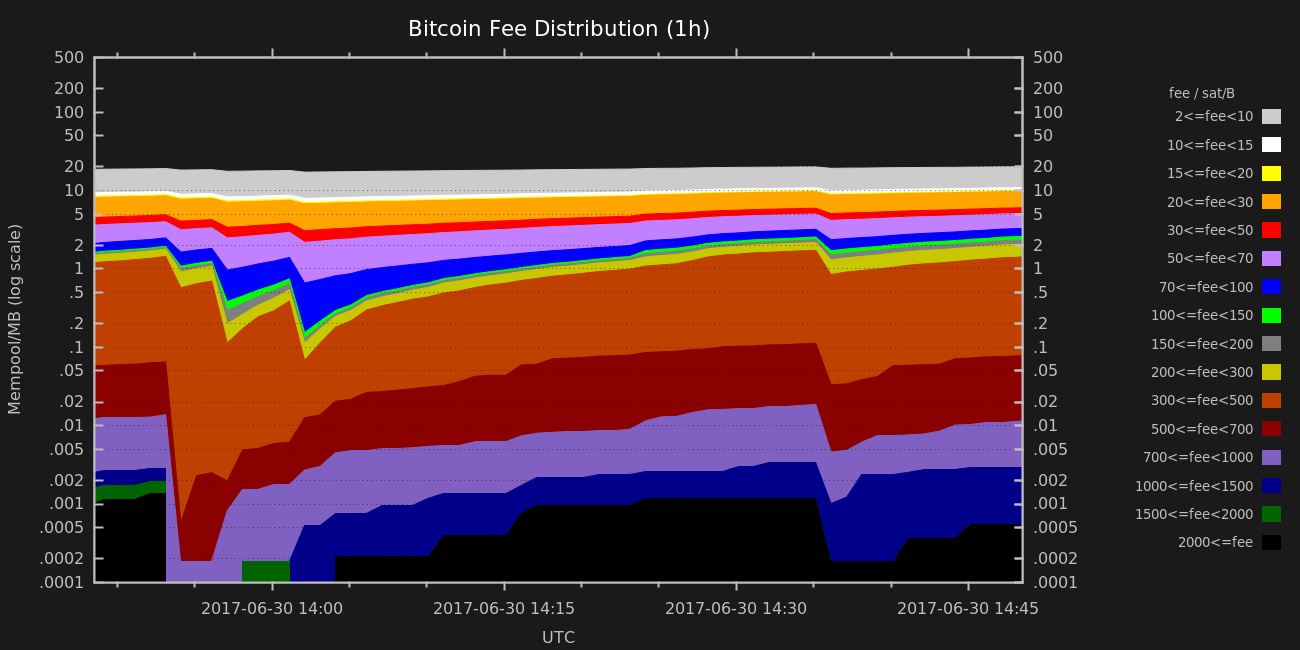 Bitcoin Fee Distribution (1h)
500
200
100
50
20
10
5
2
1
.5
.2
.1
.05
.02
.01
.005
.002
.001
.0005
.0002
.0001
Mempool/MB (log scale)
500
200
100
50
20
10
5
2
1
.5
.2
.1
.05
.02
.01
.005
.002
.001
.0005
.0002
.0001
2017-06-30 14:00
2017-06-30 14:15
2017-06-30 14:30
2017-06-30 14:45
UTC
fee / sat/B
2<=fee<10
10<=fee<15
15<=fee<20
20<=fee<30
30<=fee<50
50<=fee<70
70<=fee<100
100<=fee<150
150<=fee<200
200<=fee<300
300<=fee<500
500<=fee<700
700<=fee<1000
1000<=fee<1500
1500<=fee<2000
2000<=fee